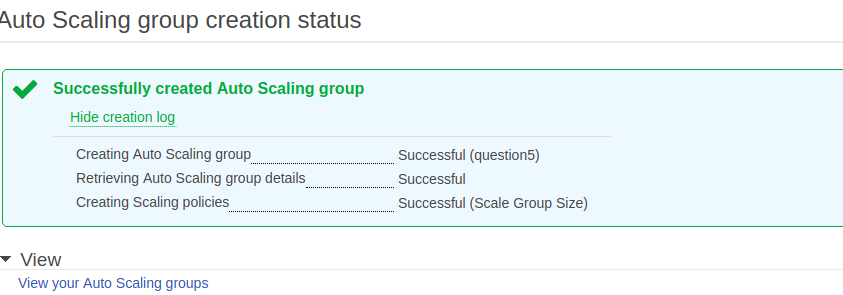 Auto Scaling group creation status
Successfully created Auto Scaling group
Hide creation log
Creating Auto Scaling group Successful (question5)
Retrieving Auto Scaling group details Successful
Creating Scaling policies Successful (Scale Group Size)
View
View your Auto Scaling groups